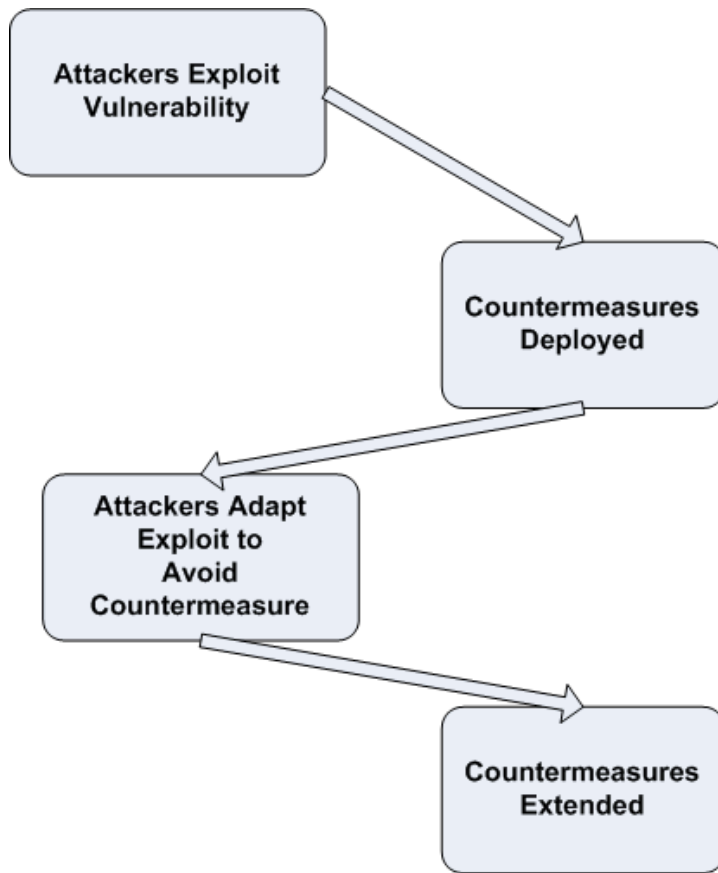 Attackers Exploit
Vulnerability
Countermeasures
Deployed
Attackers Adapt
Exploit to
Avoid
Countermeasure
Countermeasures
Extended